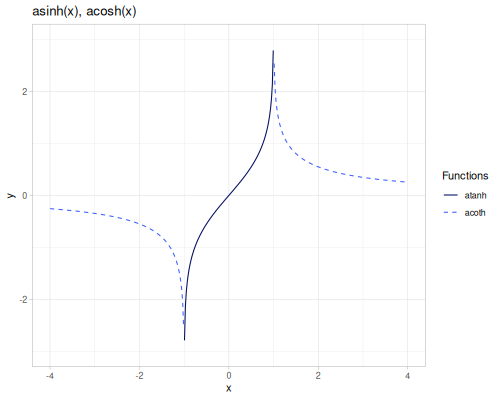 asinh(x), acosh(x)
y
2
0
-2
-4
-2
0
2
4
x
Functions
atanh
acoth